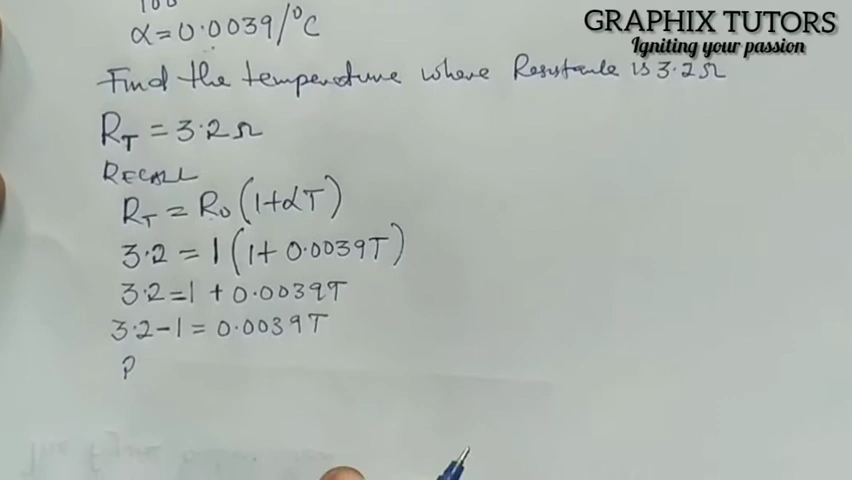 GRAPHIX TUTORS
Igniting your passion
100
α = 0.0039/°C
Find the temperature where Resistance is 3.2Ω
R_T = 3.2Ω
RECALL
R_T = R_0 (1+αT)
3.2 = 1 (1+ 0.0039T)
3.2 = 1 + 0.0039T
3.2 - 1 = 0.0039T